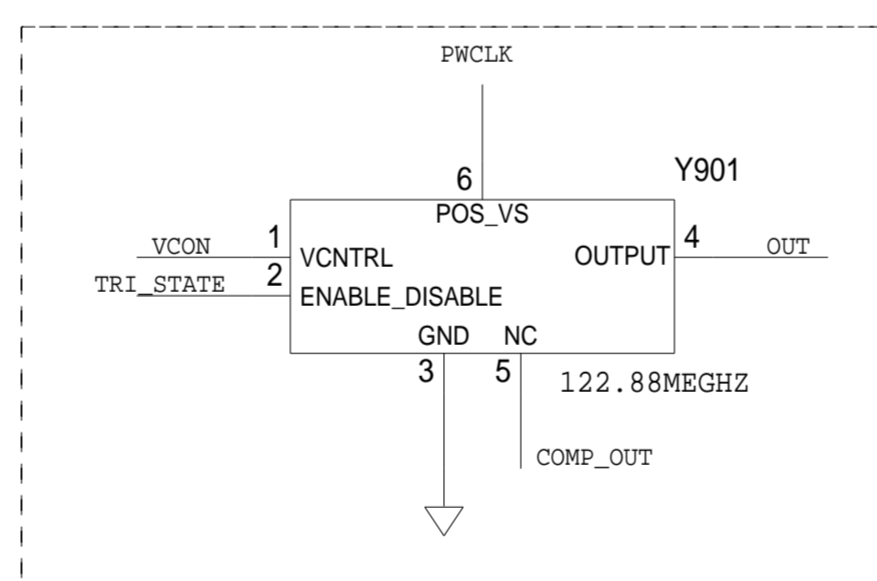 PWCLK
6
Y901
POS_VS
VCON
1
VCNTRL
OUTPUT
4
OUT
TRI_STATE
2
ENABLE_DISABLE
GND
NC
3
5
122.88MEGHZ
COMP_OUT